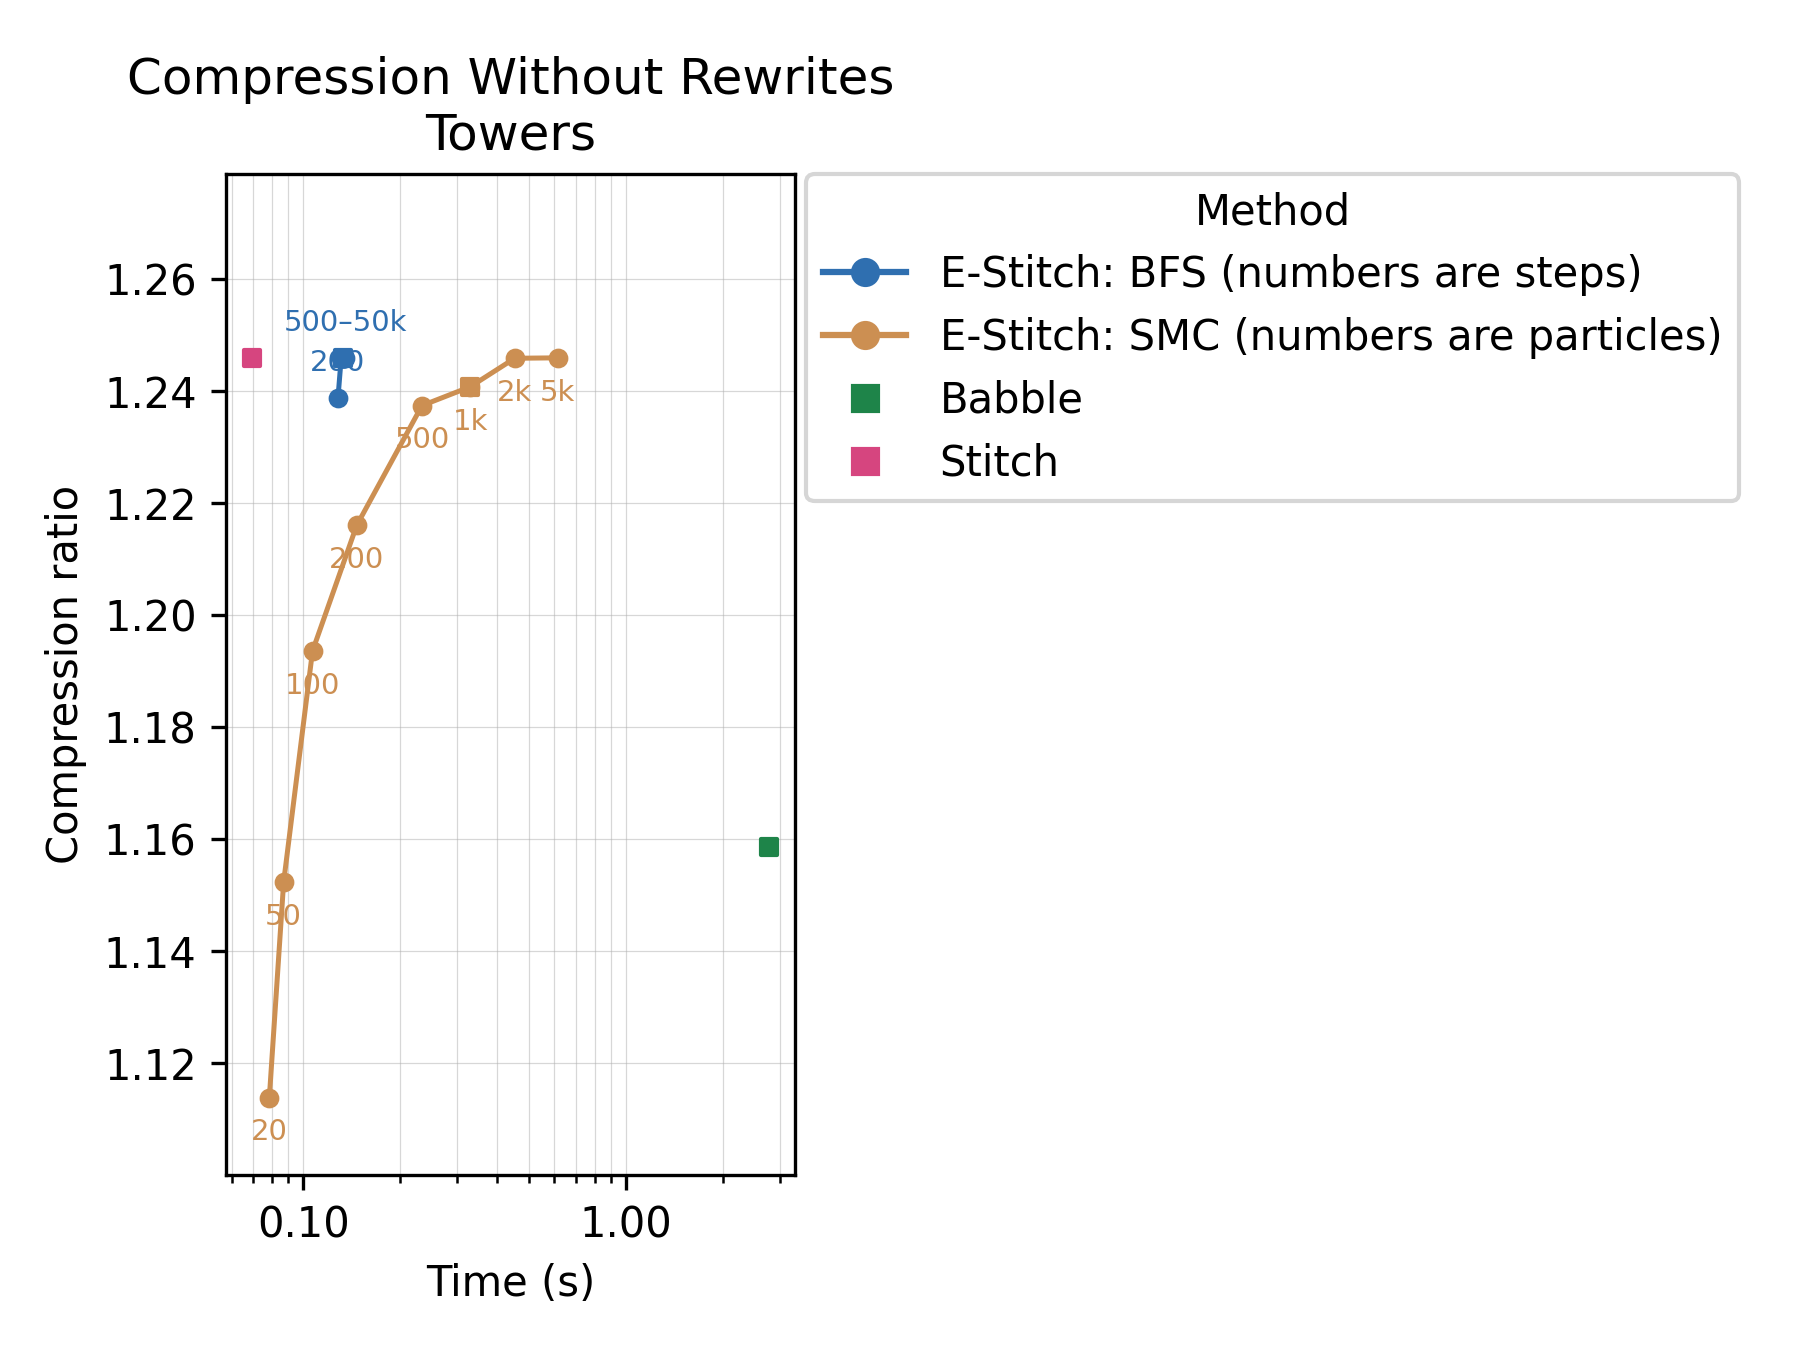 Compression Without Rewrites
Towers
Method
E-Stitch: BFS (numbers are steps)
E-Stitch: SMC (numbers are particles)
Babble
Stitch
Compression ratio
1.26
1.24
1.22
1.20
1.18
1.16
1.14
1.12
500–50k
200
2k
5k
1k
500
200
100
50
20
0.10
1.00
Time (s)